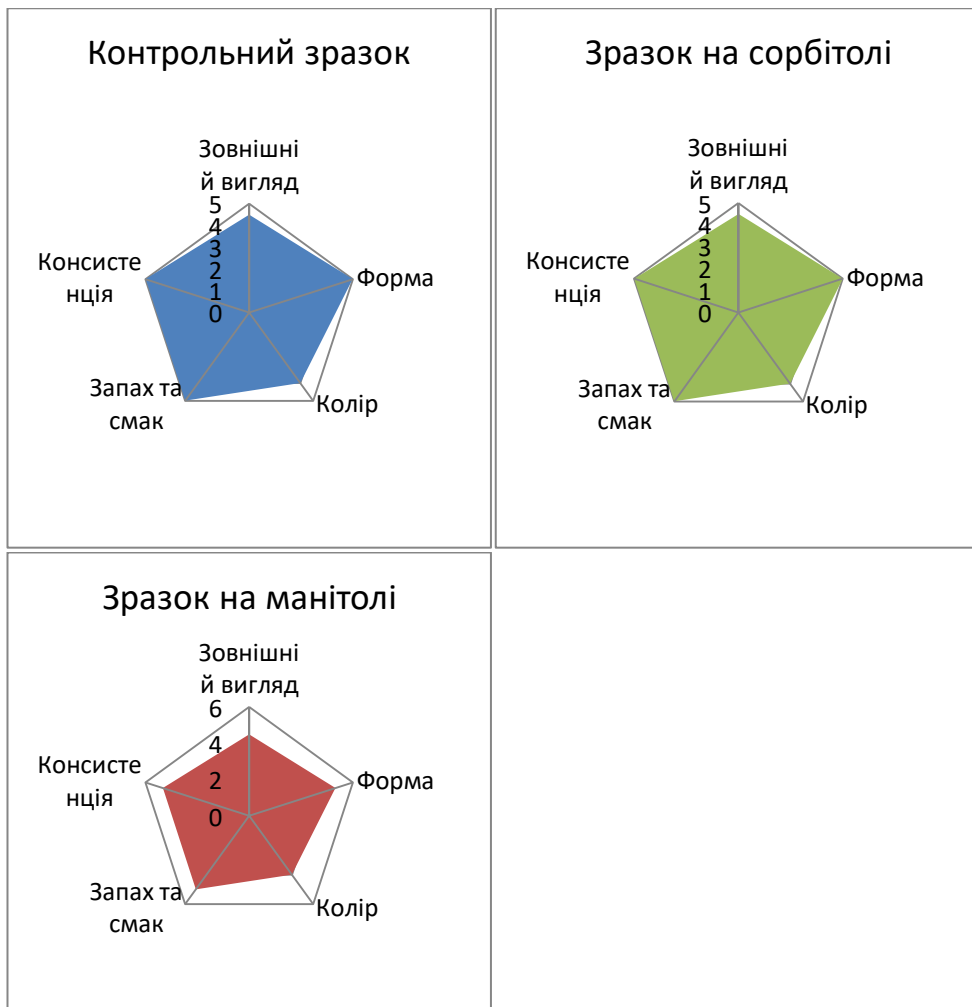 Контрольний зразок
Зовнішні
й вигляд
5
4
3
2
1
0
Форма
Колір
Запах та
смак
Консисте
нція
Зразок на сорбітолі
Зовнішні
й вигляд
5
4
3
2
1
0
Форма
Колір
Запах та
смак
Консисте
нція
Зразок на манітолі
Зовнішні
й вигляд
6
4
2
0
Форма
Колір
Запах та
смак
Консисте
нція